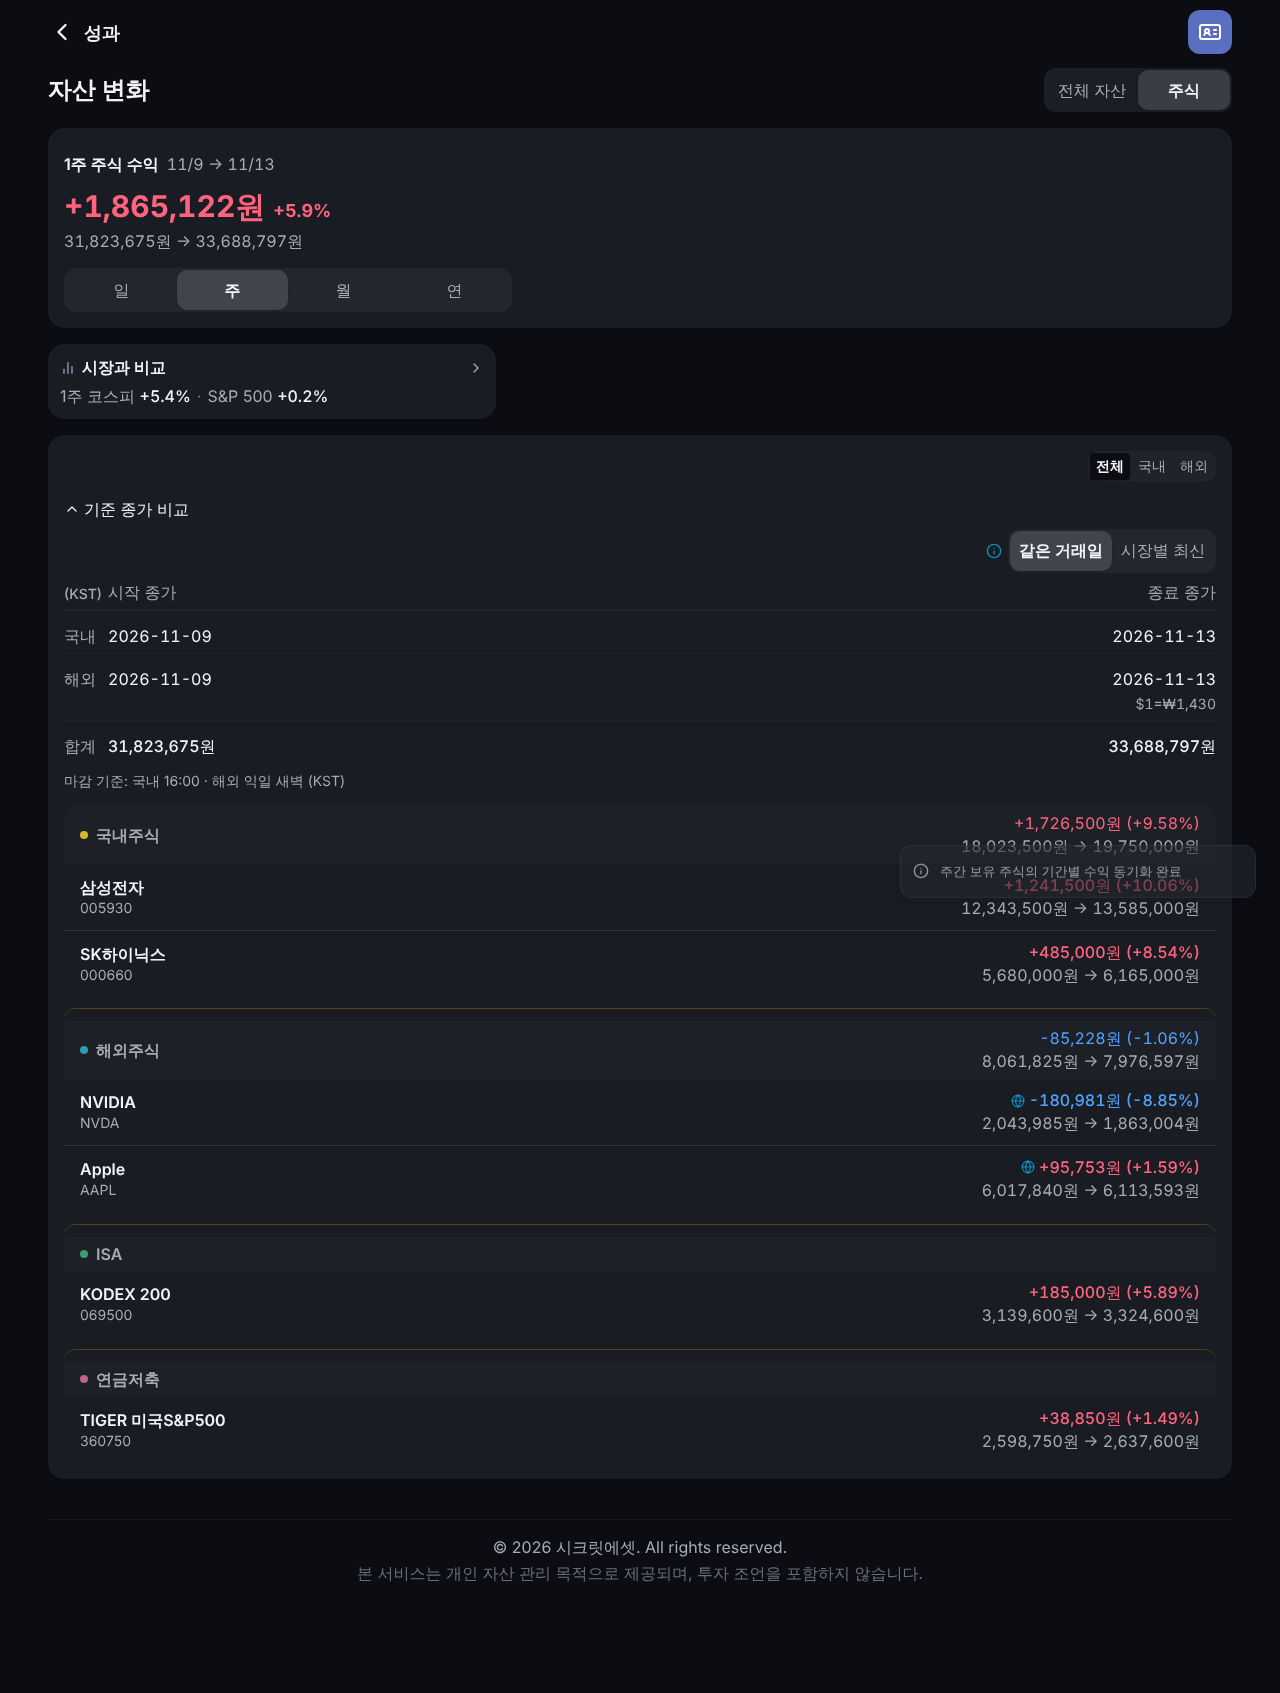 성과
자산 변화
전체 자산 주식
1주 주식 수익 11/9 → 11/13
+1,865,122원 +5.9%
31,823,675원 → 33,688,797원
일 주 월 연
시장과 비교
1주 코스피 +5.4% · S&P 500 +0.2%
전체 국내 해외
기준 종가 비교
같은 거래일 시장별 최신
(KST) 시작 종가 종료 종가
국내 2026-11-09 2026-11-13
해외 2026-11-09 2026-11-13
$1=₩1,430
합계 31,823,675원 33,688,797원
마감 기준: 국내 16:00 · 해외 익일 새벽 (KST)
국내주식 +1,726,500원 (+9.58%)
18,023,500원 → 19,750,000원
주간 보유 주식의 기간별 수익 동기화 완료
삼성전자 +1,241,500원 (+10.06%)
005930 12,343,500원 → 13,585,000원
SK하이닉스 +485,000원 (+8.54%)
000660 5,680,000원 → 6,165,000원
해외주식 -85,228원 (-1.06%)
8,061,825원 → 7,976,597원
NVIDIA -180,981원 (-8.85%)
NVDA 2,043,985원 → 1,863,004원
Apple +95,753원 (+1.59%)
AAPL 6,017,840원 → 6,113,593원
ISA
KODEX 200 +185,000원 (+5.89%)
069500 3,139,600원 → 3,324,600원
연금저축
TIGER 미국S&P500 +38,850원 (+1.49%)
360750 2,598,750원 → 2,637,600원
© 2026 시크릿에셋. All rights reserved.
본 서비스는 개인 자산 관리 목적으로 제공되며, 투자 조언을 포함하지 않습니다.